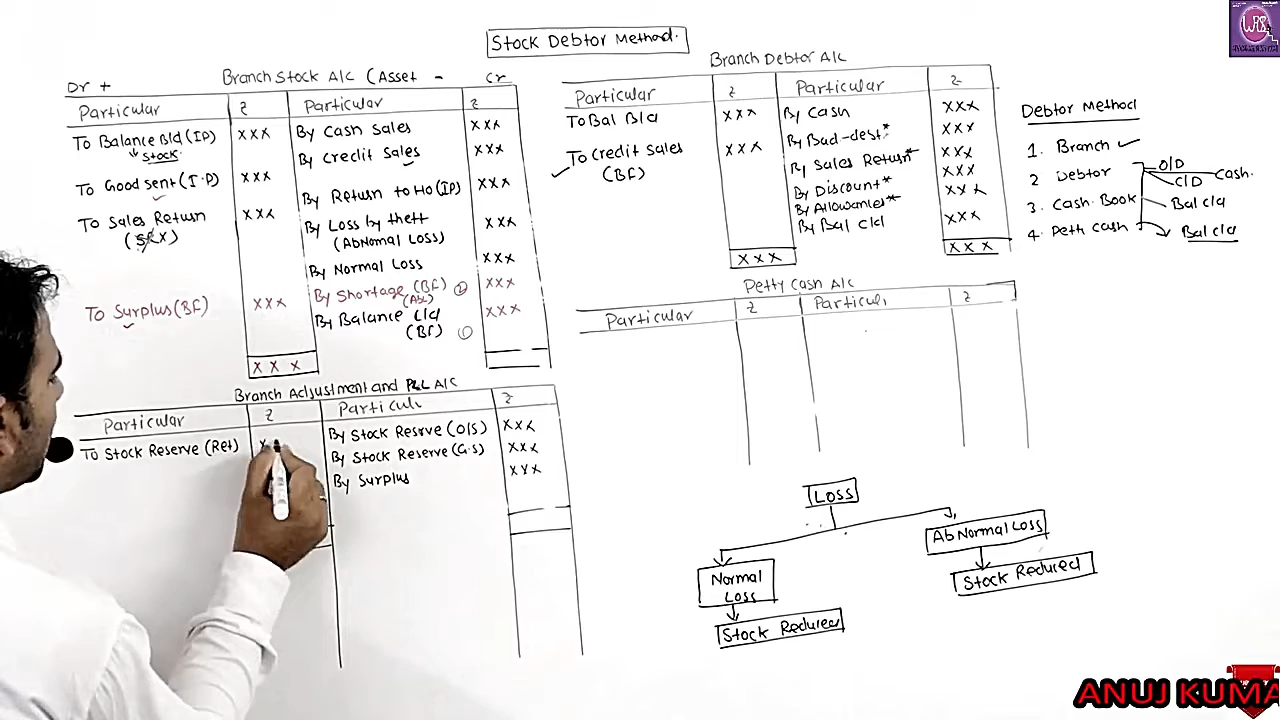 Stock Debtor Method.
Dr + Branch Stock A/C (Asset - Cr
Particular z Particular z
To Balance B/d (IP) xxx By Cash Sales xxx
Stock
By Credit Sales xxx
To Good sent (I.P) xxx By Return to Ho (IP) xxx
To Sales Return xxx By Loss by theft xxx
(AbNormal Loss)
By Normal Loss xxx
To Surplus (BF) xxx By Shortage (BF) xxx
By Balance C/d xxx
(BF) 1
x x x
Branch Debtor A/C
Particular z Particular z
To Bal B/d xxx By Cash xxx
By Bad-dest* xxx
To Credit Sales xxx By Sales Return* xxx
(BF)
By Discount* xxx
By Allowances*
By Bal C/d xxx
xxx xxx
Debtor Method
1. Branch
2 Debtor
3. Cash Book
4. Peth Cash
O/D
C/D Cash.
Bal c/d
Bal c/d
Petty Cash A/C
Particular z Particular z
Branch Adjustment and P&L A/C
Particular z z
To Stock Reserve (Ret) x By Stock Resrve (O/S) xxx
By Stock Reserve (G.S) xxx
By Surplus xxx
Loss
Normal Loss
Stock Reduced
AbNormal Loss
Stock Reduced
ANUJ KUMA